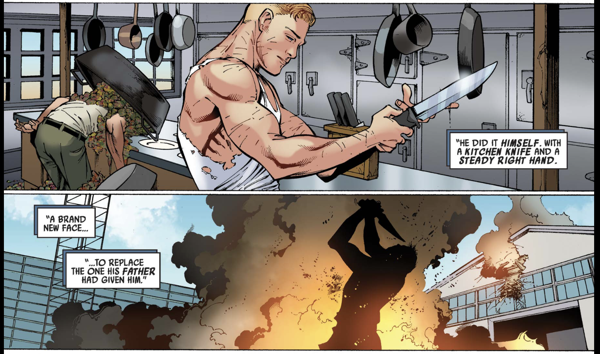 "HE DID IT HIMSELF. WITH
A KITCHEN KNIFE AND A
STEADY RIGHT HAND.
"A BRAND
NEW FACE...
"...TO REPLACE
THE ONE HIS FATHER
HAD GIVEN HIM."